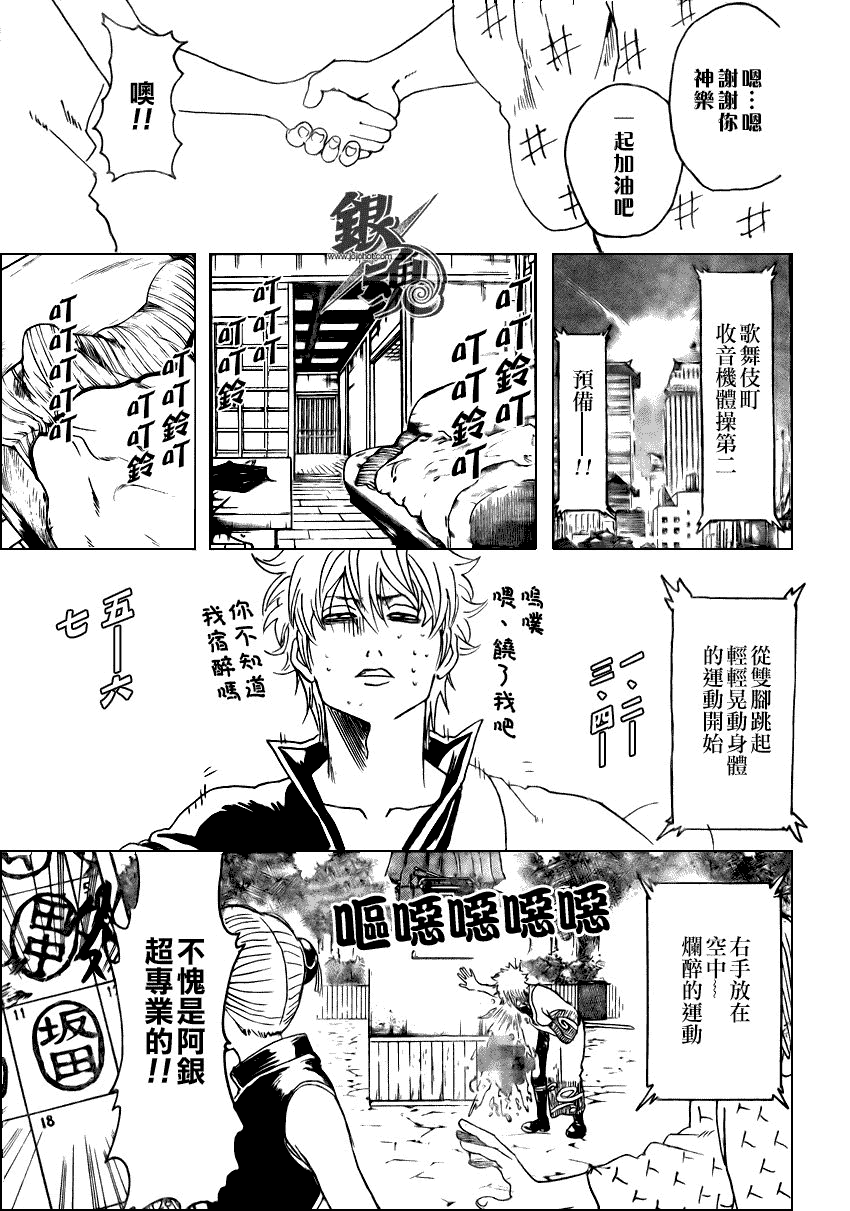 嗯…嗯
謝謝你
神樂
一起加油吧
噢!!
銀魂
www.jojohot.com
歌舞伎町
收音機體操第二
預備——!!
叮叮鈴叮
叮叮鈴叮
叮叮鈴
叮叮鈴叮
叮叮鈴叮
從雙腳跳起
輕輕晃動身體
的運動開始
一、二—
三、四—
嗚噗
喂、饒了我吧
你不知道
我宿醉嗎
五—六
七
右手放在
空中~
爛醉的運動
嘔噁噁噁噁
不愧是阿銀
超專業的!!
田中
坂田
11
11
18